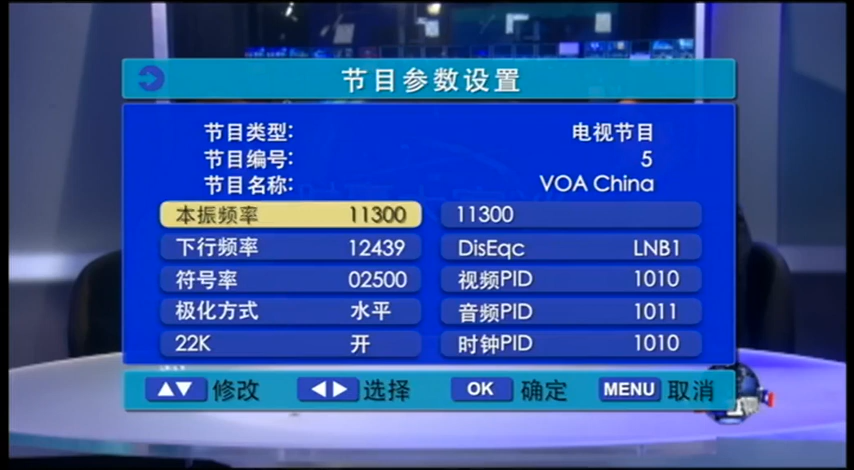 节目参数设置
节目类型: 电视节目
节目编号: 5
节目名称: VOA China
本振频率 11300 11300
下行频率 12439 DisEqc LNB1
符号率 02500 视频PID 1010
极化方式 水平 音频PID 1011
22K 开 时钟PID 1010
▲▼ 修改 ◀▶ 选择 OK 确定 MENU 取消